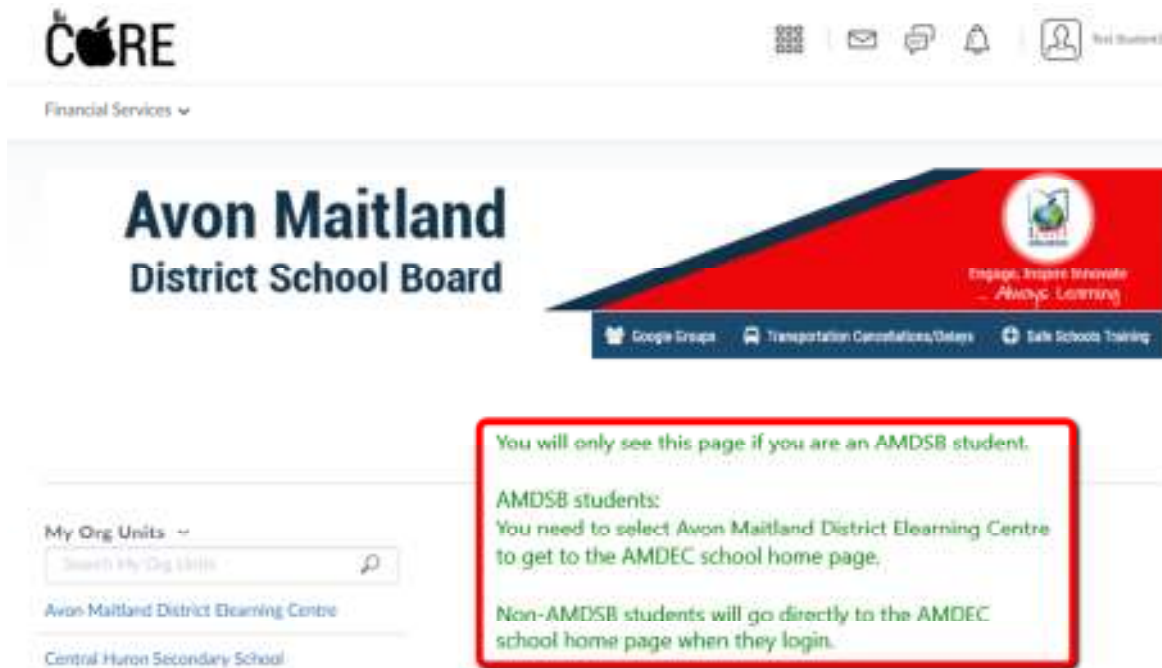 the
CORE
Financial Services
Avon Maitland
District School Board
Engage, Inspire Innovate
... Always Learning
Google Groups Transportation Cancellations/Delays Safe Schools Training
You will only see this page if you are an AMDSB student.
AMDSB students:
You need to select Avon Maitland District Elearning Centre
to get to the AMDEC school home page.
Non-AMDSB students will go directly to the AMDEC
school home page when they login.
My Org Units
Search My Org Units
Avon Maitland District Elearning Centre
Central Huron Secondary School